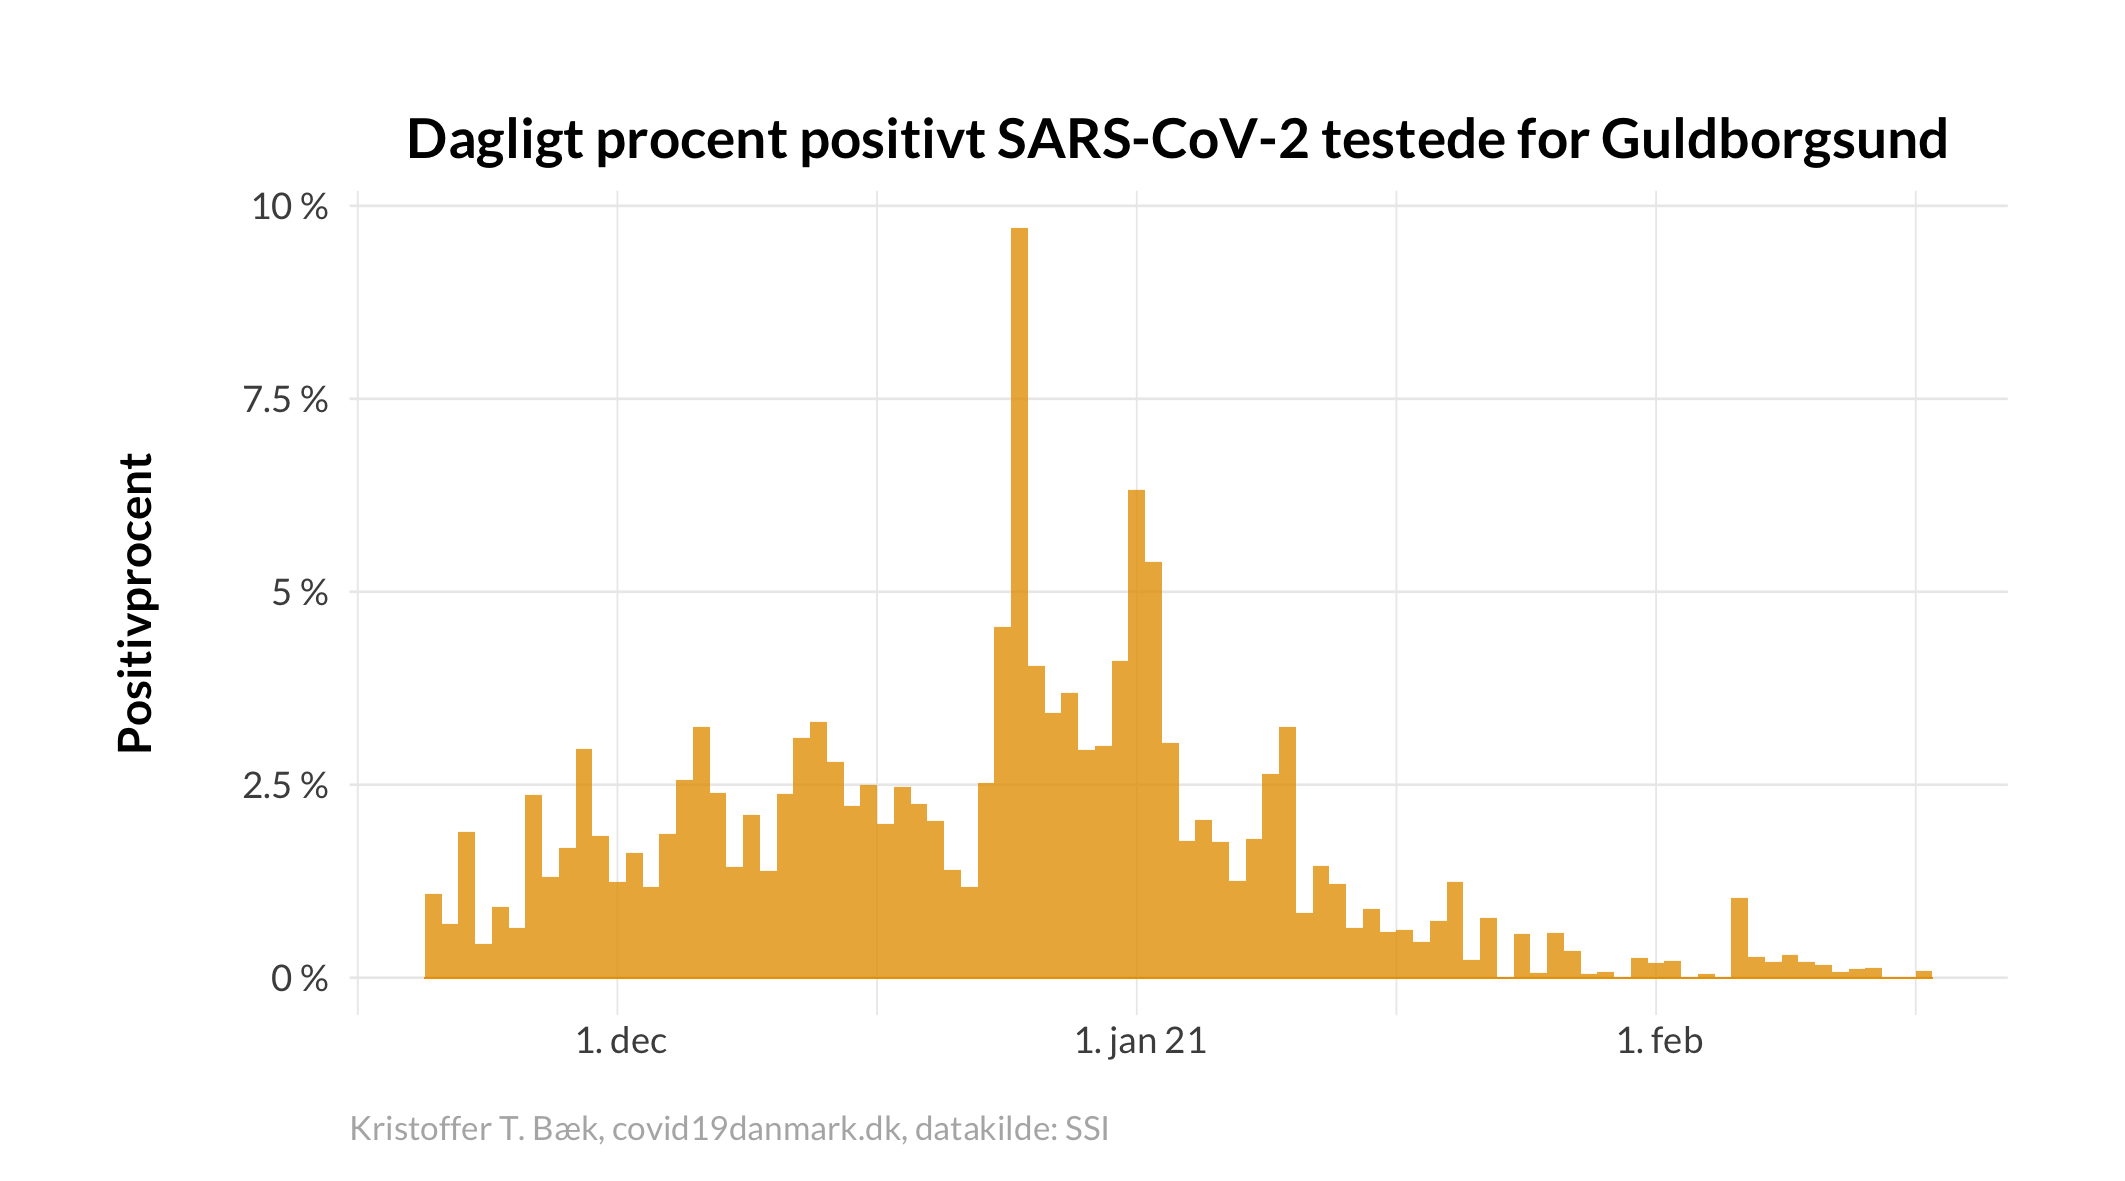 Dagligt procent positivt SARS-CoV-2 testede for Guldborgsund
Positivprocent
10 %
7.5 %
5 %
2.5 %
0 %
1. dec
1. jan 21
1. feb
Kristoffer T. Bæk, covid19danmark.dk, datakilde: SSI